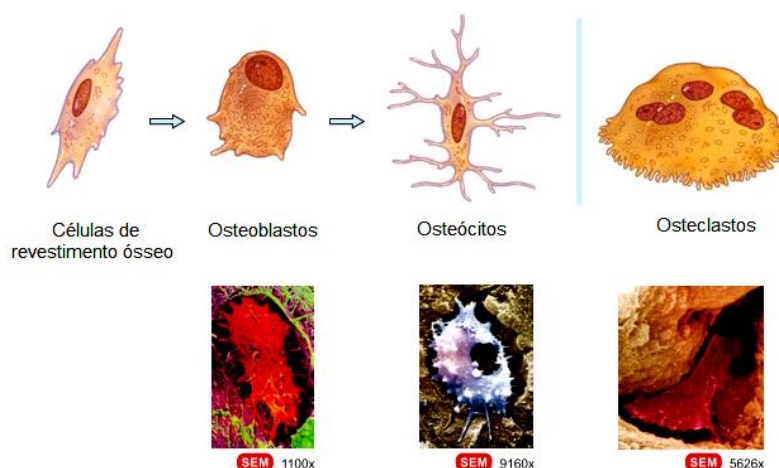 Células de
revestimento ósseo
Osteoblastos
Osteócitos
Osteclastos
SEM 1100x
SEM 9160x
SEM 5626x